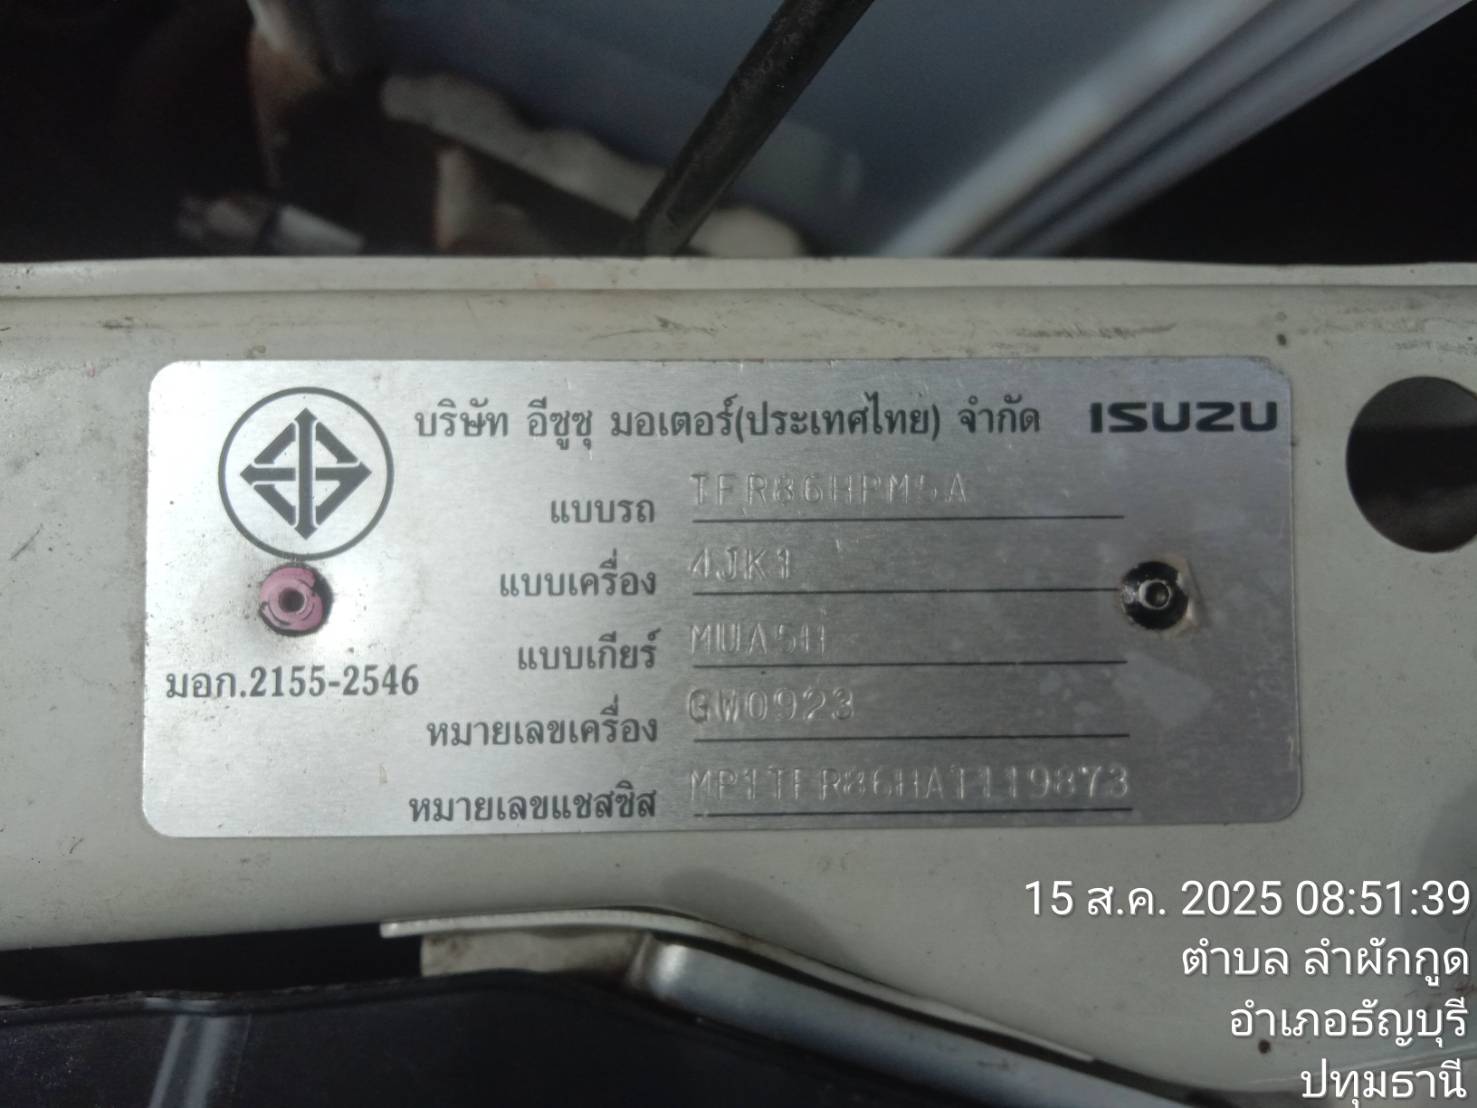 บริษัท อีซูซุ มอเตอร์(ประเทศไทย) จำกัด ISUZU
แบบรถ TFR86HPM5A
แบบเครื่อง 4JK1
แบบเกียร์ MUA5H
มอก.2155-2546
หมายเลขเครื่อง GW0923
หมายเลขแชสซิส MP1TFR86HAT119873
15 ส.ค. 2025 08:51:39
ตำบล ลำผักกูด
อำเภอธัญบุรี
ปทุมธานี